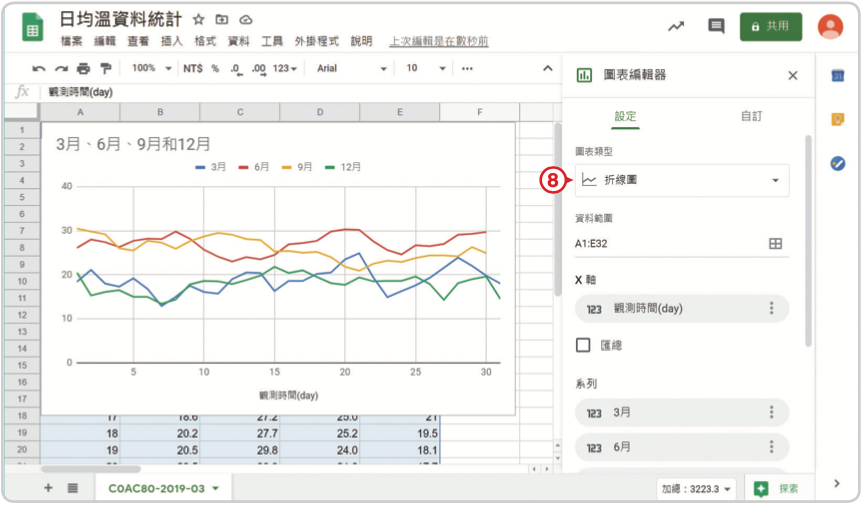 日均溫資料統計
檔案 編輯 查看 插入 格式 資料 工具 外掛程式 說明 上次編輯是在數秒前
共用
100% NT$ % .0 .00 123 Arial 10 ...
fx 觀測時間(day)
A B C D E F
1
2
3
4
5
6
7
8
9
10
11
12
13
14
15
16
17
3月、6月、9月和12月
3月 6月 9月 12月
40
30
20
10
0
5 10 15 20 25 30
觀測時間(day)
18 17 18.6 27.2 25.0 21
19 18 20.2 27.7 25.2 19.5
20 19 20.5 29.8 24.0 18.1
C0AC80-2019-03
加總：3223.3
探索
圖表編輯器
設定 自訂
圖表類型
8 折線圖
資料範圍
A1:E32
X 軸
123 觀測時間(day)
匯總
系列
123 3月
123 6月
31